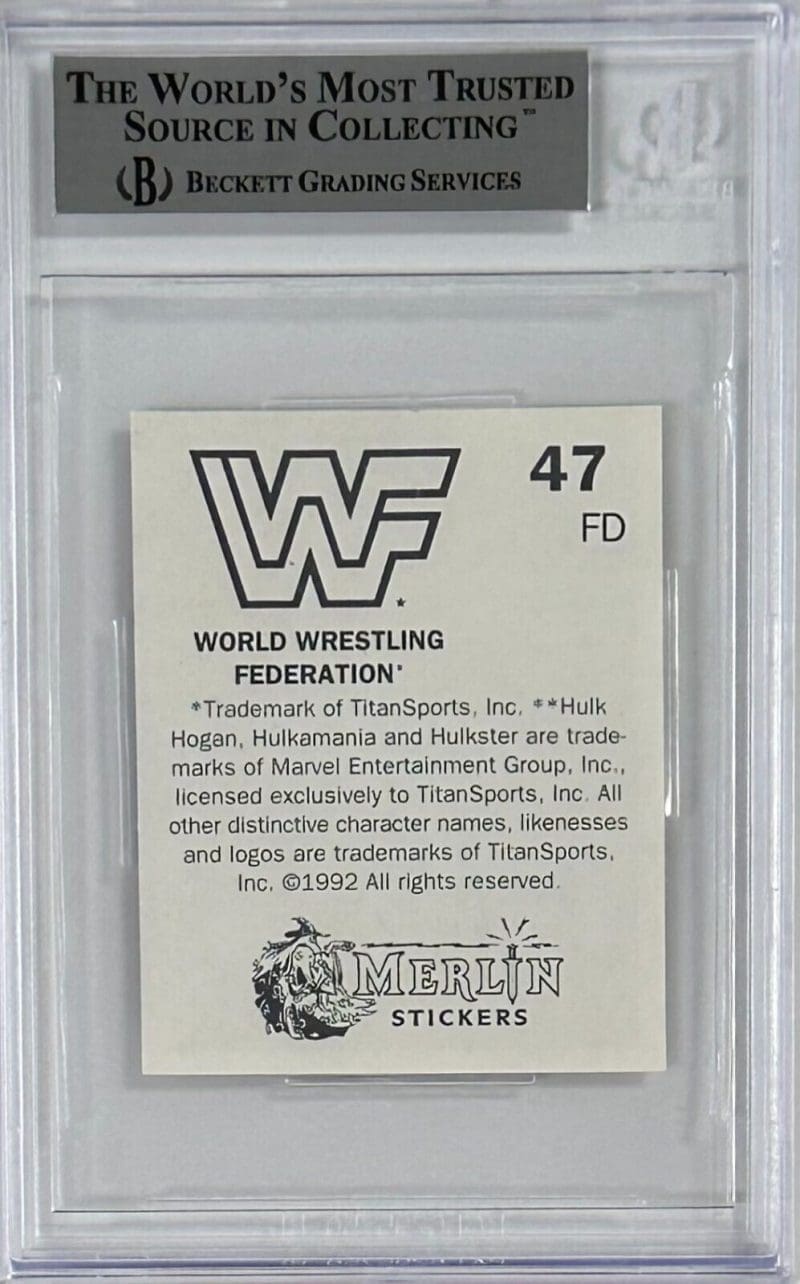 THE WORLD'S MOST TRUSTED
SOURCE IN COLLECTING™
(B) BECKETT GRADING SERVICES
WF
47
FD
WORLD WRESTLING
FEDERATION*
*Trademark of TitanSports, Inc. **Hulk
Hogan, Hulkamania and Hulkster are trade-
marks of Marvel Entertainment Group, Inc.,
licensed exclusively to TitanSports, Inc. All
other distinctive character names, likenesses
and logos are trademarks of TitanSports,
Inc. ©1992 All rights reserved.
MERLIN
STICKERS